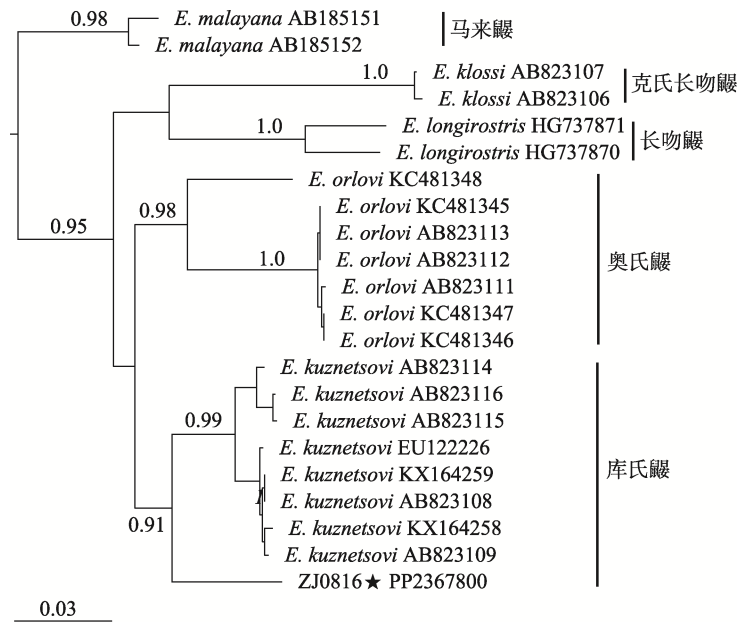 0.98
E. malayana AB185151
E. malayana AB185152
马来鼹
1.0
E. klossi AB823107
E. klossi AB823106
克氏长吻鼹
1.0
E. longirostris HG737871
E. longirostris HG737870
长吻鼹
0.95
0.98
E. orlovi KC481348
E. orlovi KC481345
E. orlovi AB823113
1.0
E. orlovi AB823112
E. orlovi AB823111
E. orlovi KC481347
E. orlovi KC481346
奥氏鼹
E. kuznetsovi AB823114
E. kuznetsovi AB823116
0.99
E. kuznetsovi AB823115
E. kuznetsovi EU122226
E. kuznetsovi KX164259
E. kuznetsovi AB823108
0.91
E. kuznetsovi KX164258
E. kuznetsovi AB823109
ZJ0816★ PP2367800
库氏鼹
0.03